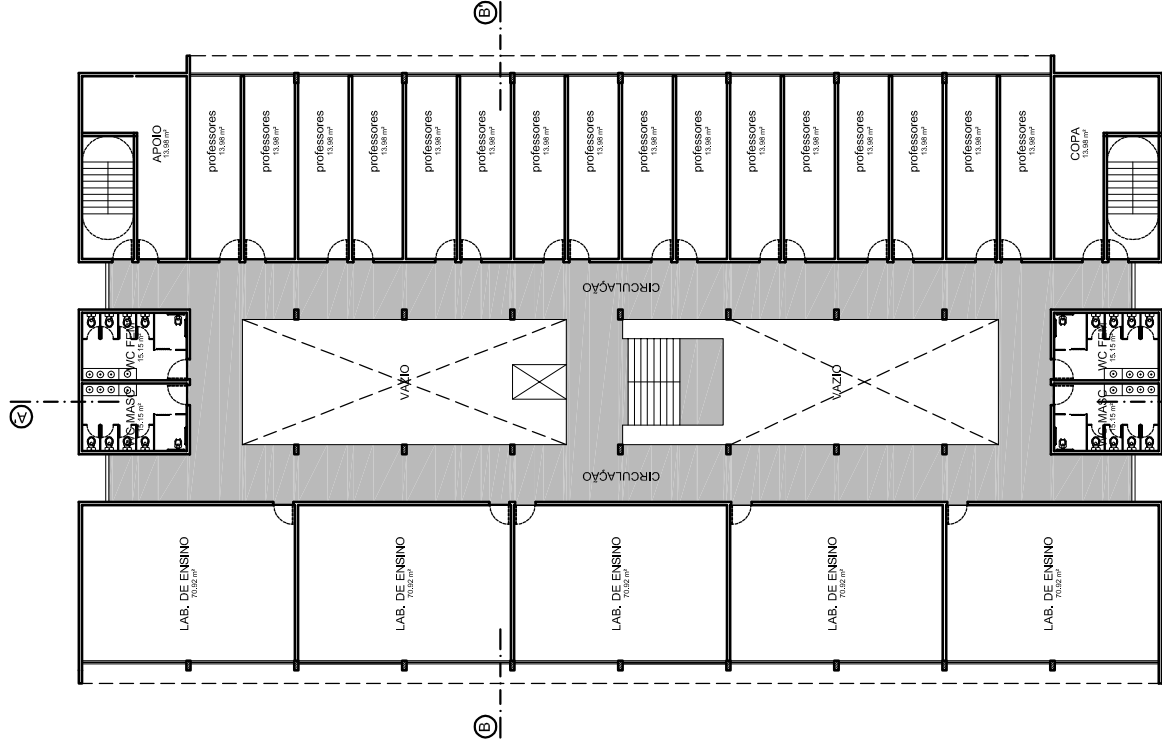 B'
APOIO
13.98 m²
professores
13.98 m²
professores
13.98 m²
professores
13.98 m²
professores
13.98 m²
professores
13.98 m²
professores
13.98 m²
professores
13.98 m²
professores
13.98 m²
professores
13.98 m²
professores
13.98 m²
professores
13.98 m²
professores
13.98 m²
professores
13.98 m²
professores
13.98 m²
professores
13.98 m²
professores
13.98 m²
COPA
13.98 m²
CIRCULAÇÃO
A'
WC FEM
15.15 m²
WC MASC
15.15 m²
VAZIO
VAZIO
WC FEM
15.15 m²
WC MASC
15.15 m²
CIRCULAÇÃO
LAB. DE ENSINO
70.92 m²
LAB. DE ENSINO
70.92 m²
LAB. DE ENSINO
70.92 m²
LAB. DE ENSINO
70.92 m²
LAB. DE ENSINO
70.92 m²
B